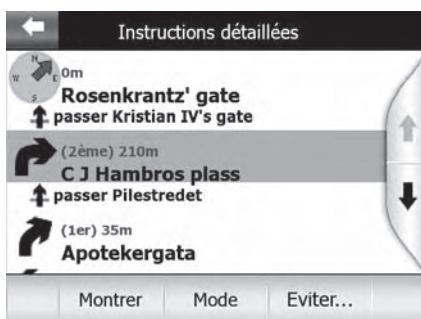 Instructions détaillées
N
W E
S
0m
Rosenkrantz' gate
passer Kristian IV's gate
(2ème) 210m
C J Hambros plass
passer Pilestredet
(1er) 35m
Apotekergata
Montrer Mode Eviter...